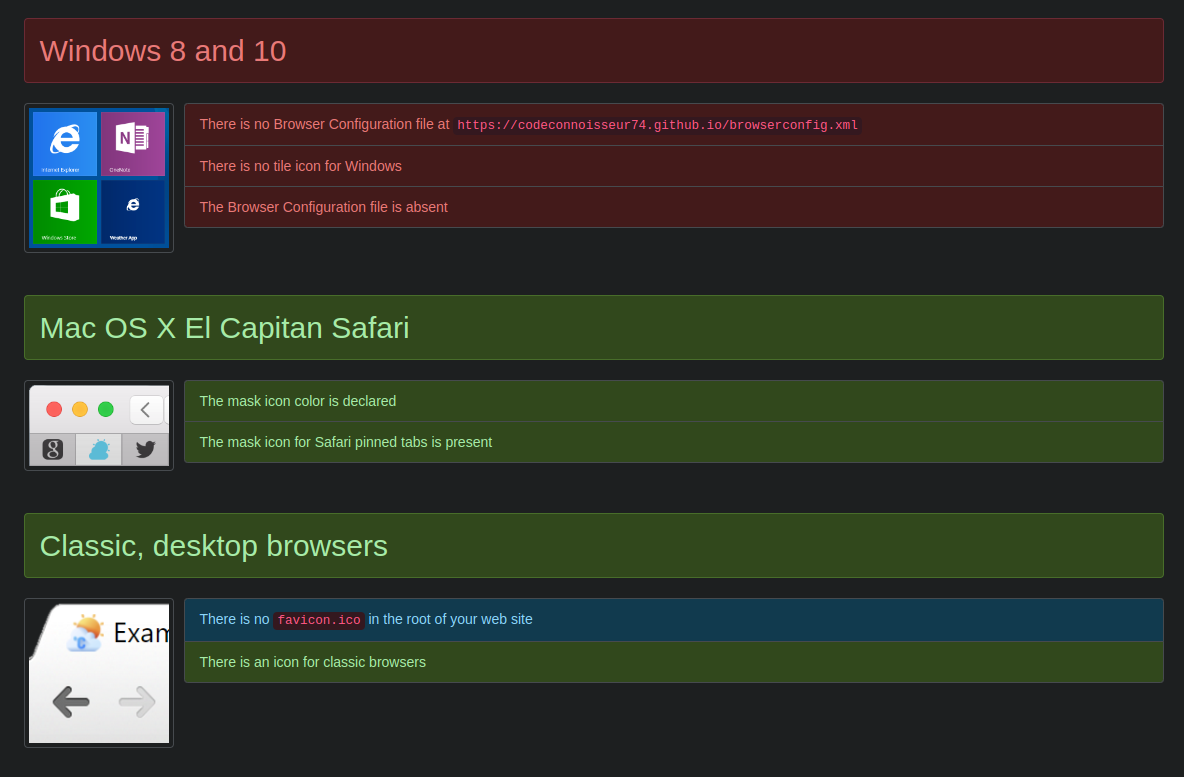 Windows 8 and 10
There is no Browser Configuration file at https://codeconnoisseur74.github.io/browserconfig.xml
There is no tile icon for Windows
The Browser Configuration file is absent
Internet Explorer
OneNote
N
Windows Store
Weather App
Mac OS X El Capitan Safari
The mask icon color is declared
The mask icon for Safari pinned tabs is present
g
Classic, desktop browsers
There is no favicon.ico in the root of your web site
There is an icon for classic browsers
°C
Exam